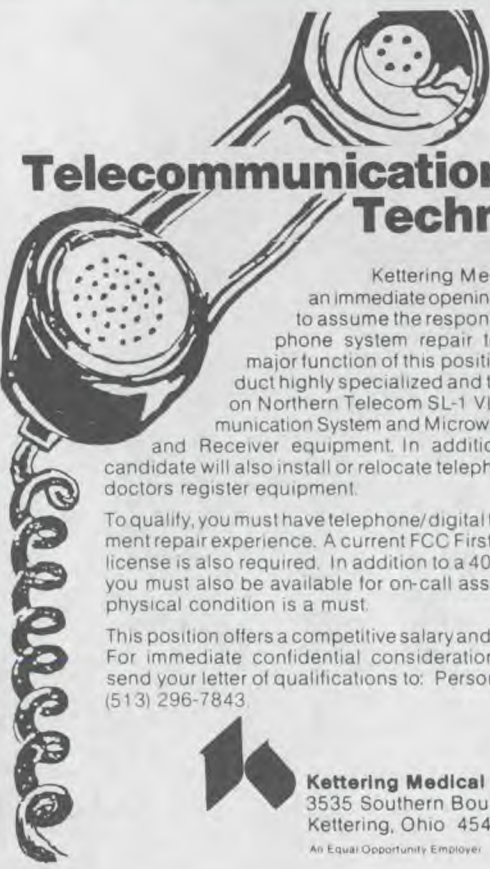 Telecommunication
Techn
Kettering Me
an immediate openin
to assume the respon
phone system repair t
major function of this positi
duct highly specialized and t
on Northern Telecom SL-1 V
munication System and Microw
and Receiver equipment. In additio
candidate will also install or relocate teleph
doctors register equipment.
To qualify, you must have telephone/digital t
ment repair experience. A current FCC First
license is also required. In addition to a 40
you must also be available for on-call ass
physical condition is a must.
This position offers a competitive salary and
For immediate confidential consideration
send your letter of qualifications to: Person
(513) 296-7843.
Kettering Medical
3535 Southern Bou
Kettering, Ohio 454
An Equal Opportunity Employer